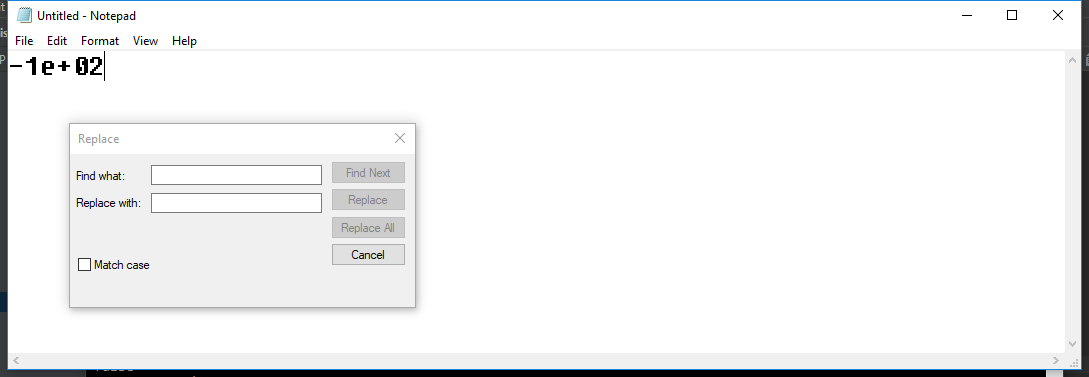 Untitled - Notepad
File Edit Format View Help
-1e+02
Replace
Find what:
Find Next
Replace with:
Replace
Replace All
Cancel
Match case